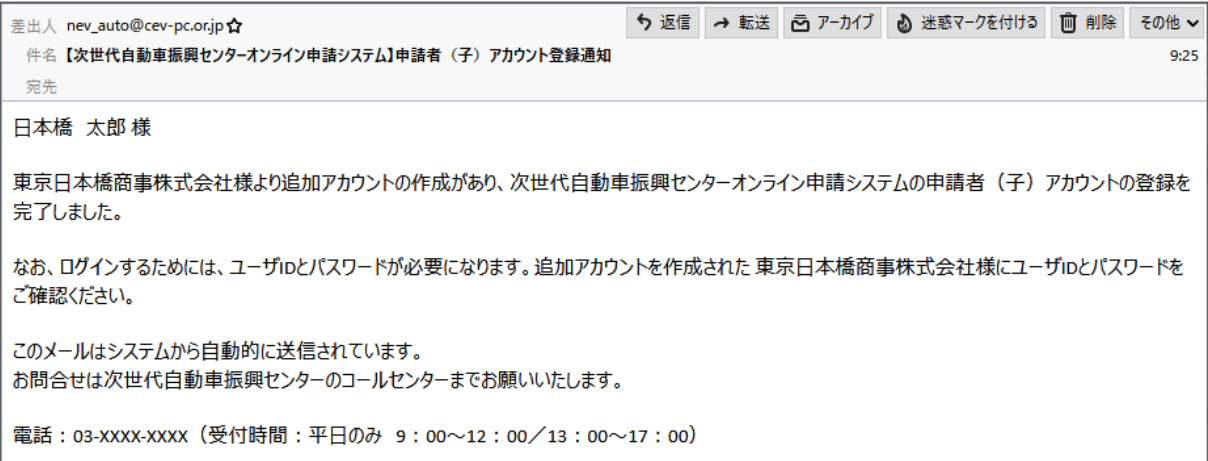 差出人 nev_auto@cev-pc.or.jp☆ 返信 転送 アーカイブ 迷惑マークを付ける 削除 その他
件名 【次世代自動車振興センターオンライン申請システム】申請者（子）アカウント登録通知 9:25
宛先
日本橋 太郎 様
東京日本橋商事株式会社様より追加アカウントの作成があり、次世代自動車振興センターオンライン申請システムの申請者（子）アカウントの登録を
完了しました。
なお、ログインするためには、ユーザIDとパスワードが必要になります。追加アカウントを作成された 東京日本橋商事株式会社様にユーザIDとパスワードを
ご確認ください。
このメールはシステムから自動的に送信されています。
お問合せは次世代自動車振興センターのコールセンターまでお願いいたします。
電話：03-XXXX-XXXX（受付時間：平日のみ 9：00～12：00／13：00～17：00）